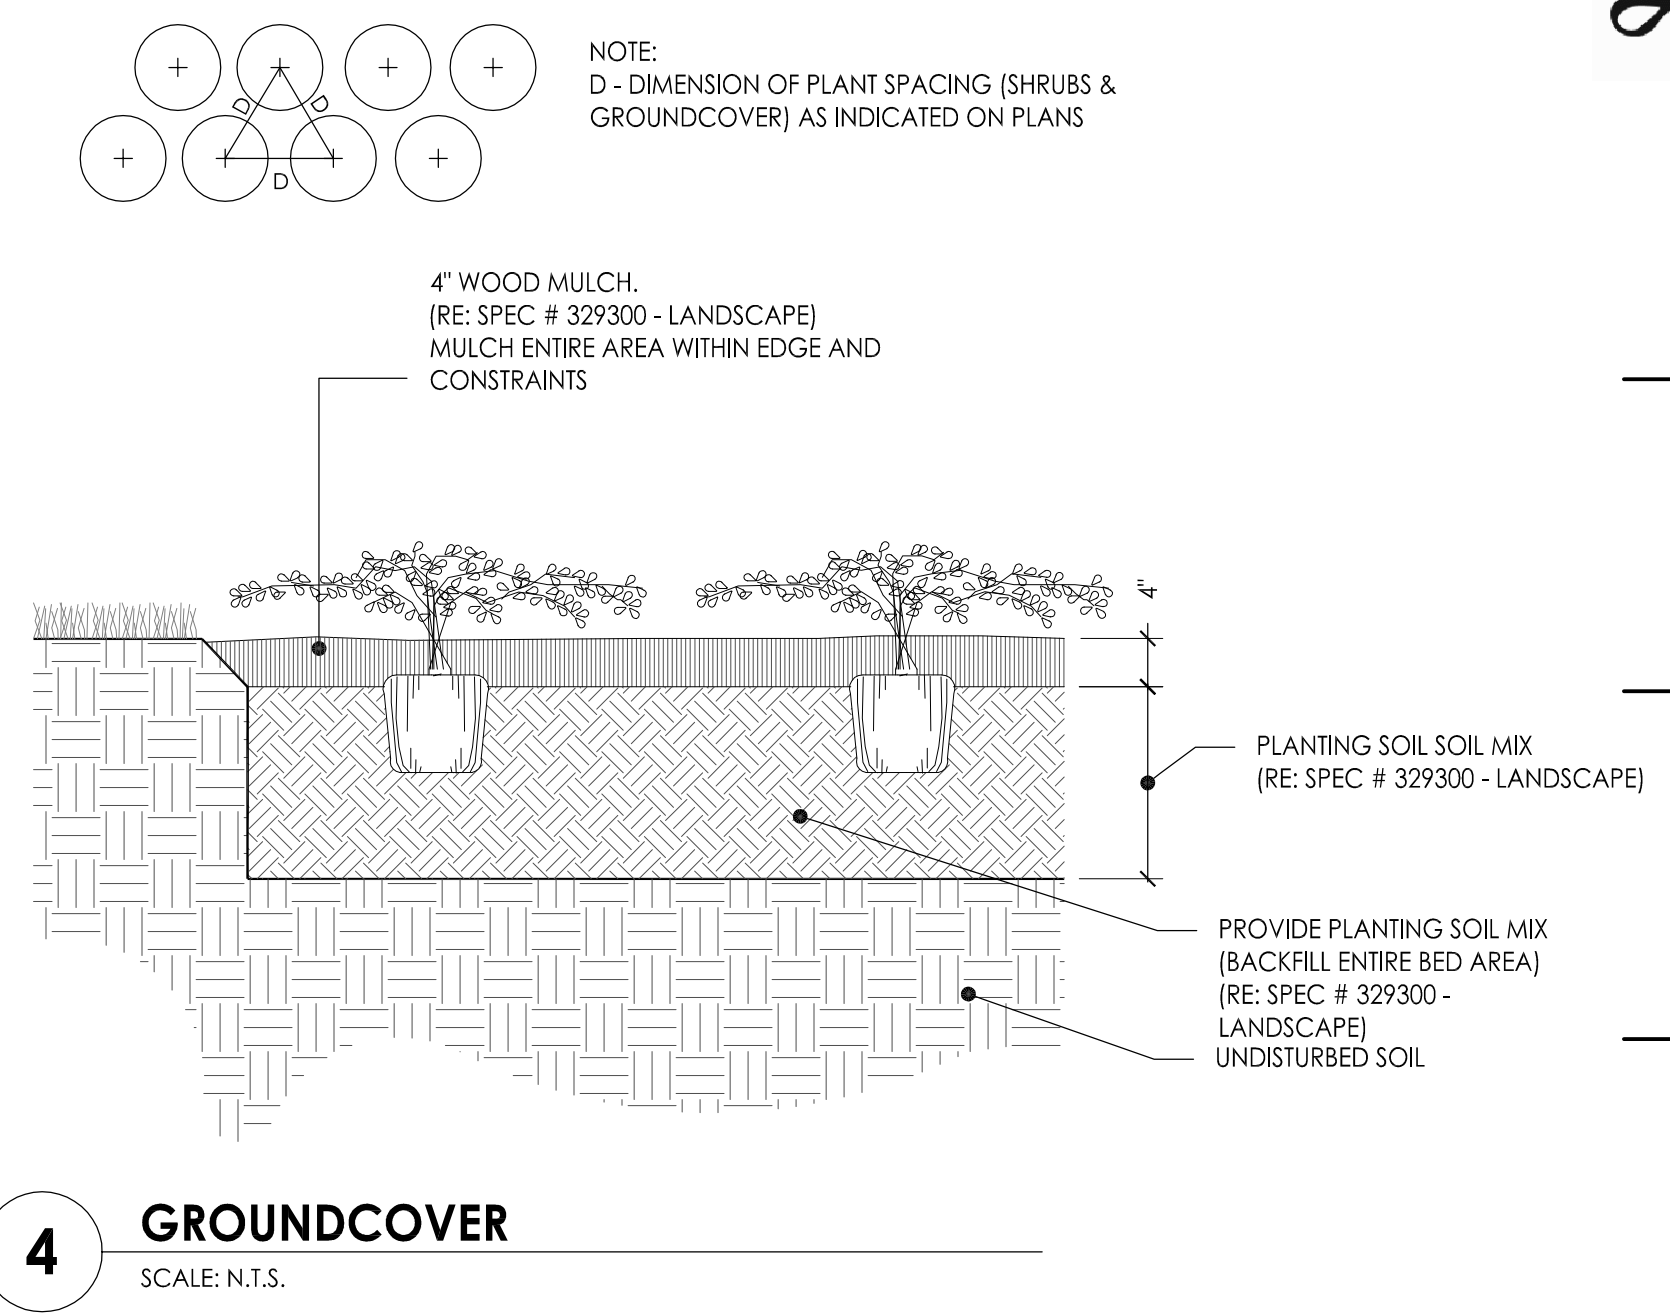 NOTE:
D - DIMENSION OF PLANT SPACING (SHRUBS &
GROUNDCOVER) AS INDICATED ON PLANS
D
D
D
4" WOOD MULCH.
(RE: SPEC # 329300 - LANDSCAPE)
MULCH ENTIRE AREA WITHIN EDGE AND
CONSTRAINTS
4"
PLANTING SOIL SOIL MIX
(RE: SPEC # 329300 - LANDSCAPE)
PROVIDE PLANTING SOIL MIX
(BACKFILL ENTIRE BED AREA)
(RE: SPEC # 329300 -
LANDSCAPE)
UNDISTURBED SOIL
4
GROUNDCOVER
SCALE: N.T.S.